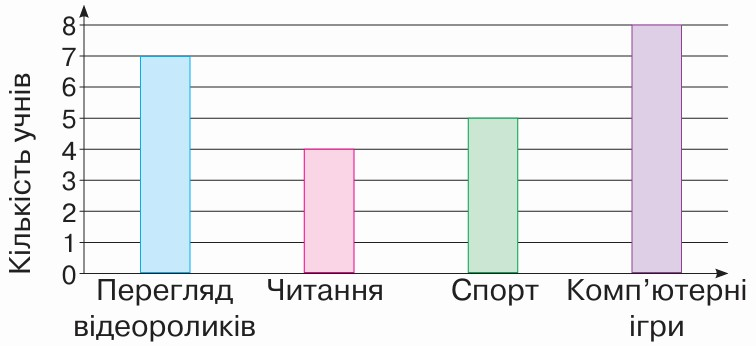 Кількість учнів
8
7
6
5
4
3
2
1
0
Перегляд відеороликів
Читання
Спорт
Комп’ютерні ігри